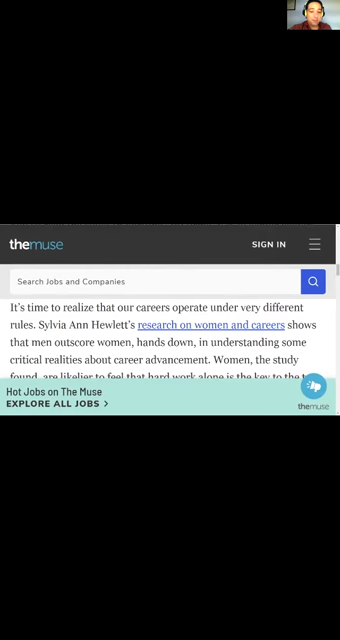 themuse
SIGN IN
Search Jobs and Companies
It's time to realize that our careers operate under very different
rules. Sylvia Ann Hewlett's research on women and careers shows
that men outscore women, hands down, in understanding some
critical realities about career advancement. Women, the study
found, are likelier to feel that hard work alone is the key to the
Hot Jobs on The Muse
EXPLORE ALL JOBS >
themuse